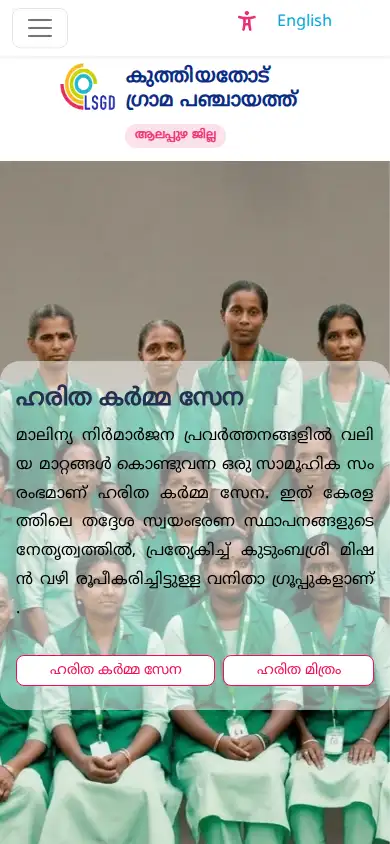 English
LSGD
കുത്തിയതോട്
ഗ്രാമ പഞ്ചായത്ത്
ആലപ്പുഴ ജില്ല
ഹരിത കർമ്മ സേന
മാലിന്യ നിർമാർജന പ്രവർത്തനങ്ങളിൽ വലി
യ മാറ്റങ്ങൾ കൊണ്ടുവന്ന ഒരു സാമൂഹിക സം
രംഭമാണ് ഹരിത കർമ്മ സേന. ഇത് കേരള
ത്തിലെ തദ്ദേശ സ്വയംഭരണ സ്ഥാപനങ്ങളുടെ
നേതൃത്വത്തിൽ, പ്രത്യേകിച്ച് കുടുംബശ്രീ മിഷ
ൻ വഴി രൂപീകരിച്ചിട്ടുള്ള വനിതാ ഗ്രൂപ്പുകളാണ്
.
ഹരിത കർമ്മ സേന
ഹരിത മിത്രം